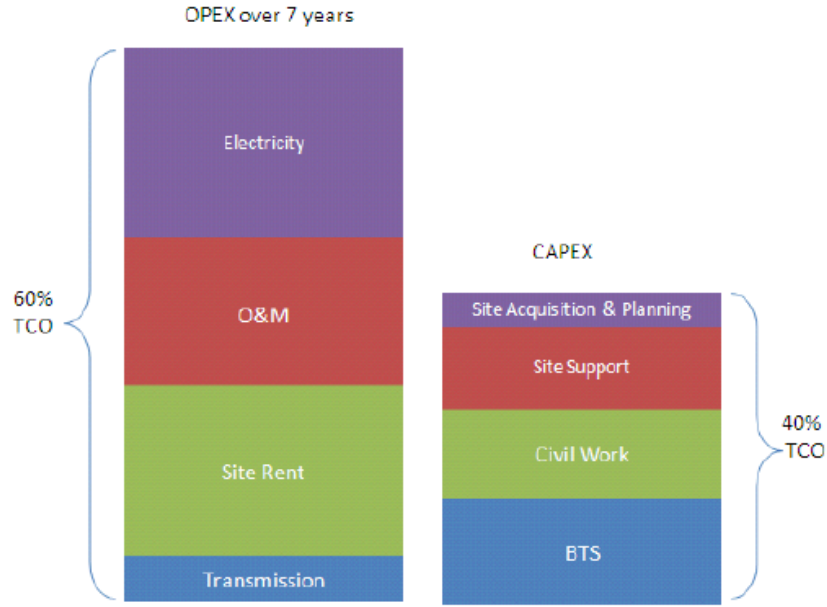 OPEX over 7 years
Electricity
O&M
Site Rent
Transmission
60%
TCO
CAPEX
Site Acquisition & Planning
Site Support
Civil Work
BTS
40%
TCO